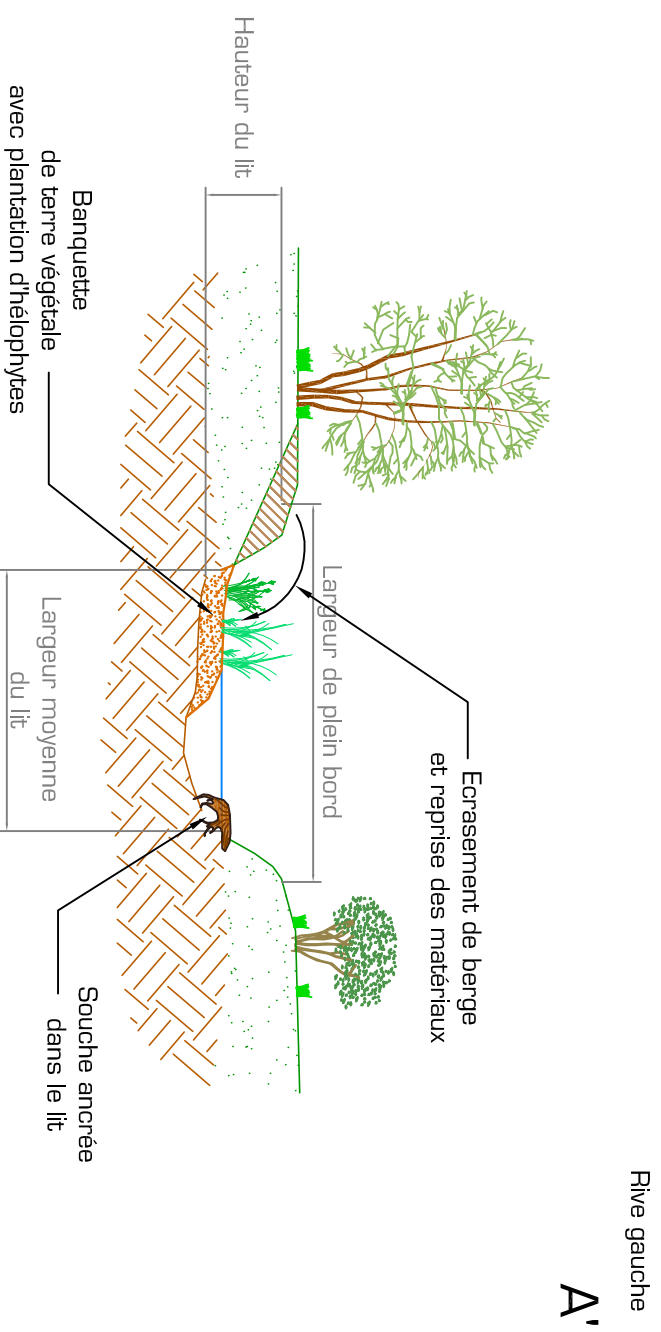 Rive gauche
A'
Ecrasement de berge
et reprise des matériaux
Largeur de plein bord
Hauteur du lit
Banquette
de terre végétale
avec plantation d'hélophytes
Largeur moyenne
du lit
Souche ancrée
dans le lit